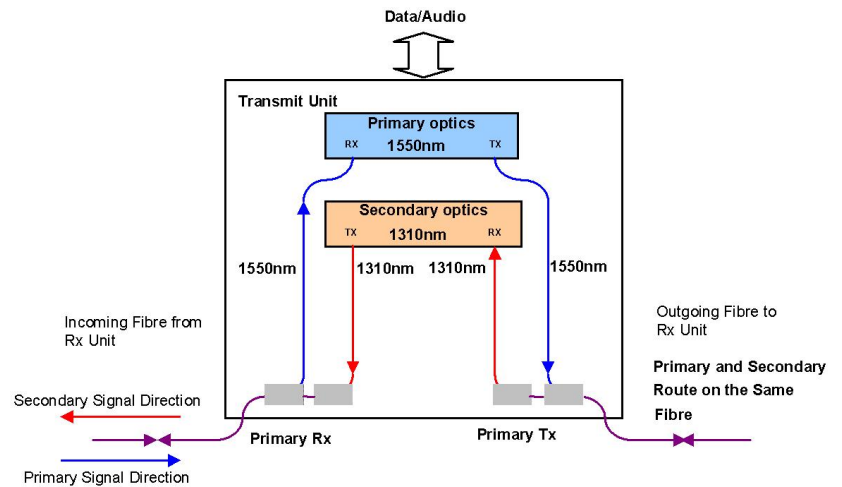 Data/Audio
Transmit Unit
Primary optics
RX 1550nm TX
Secondary optics
TX 1310nm RX
1550nm 1310nm 1310nm 1550nm
Incoming Fibre from
Rx Unit
Outgoing Fibre to
Rx Unit
Primary and Secondary
Route on the Same
Fibre
Secondary Signal Direction
Primary Rx
Primary Tx
Primary Signal Direction